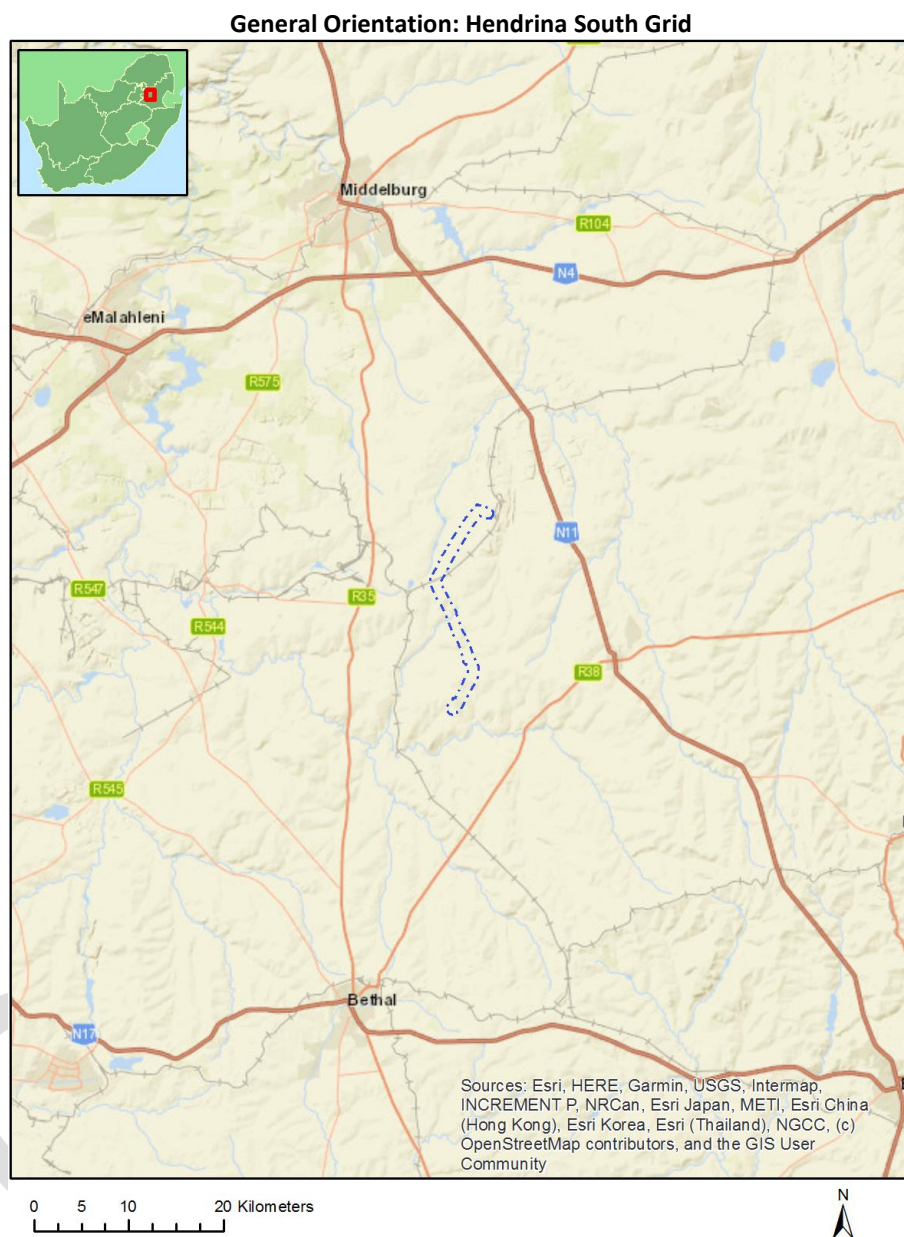 General Orientation: Hendrina South Grid
Middelburg
R104
N4
eMalahleni
R575
N11
R547
R35
R544
R38
R545
Bethal
N17
Sources: Esri, HERE, Garmin, USGS, Intermap,
INCREMENT P, NRCan, Esri Japan, METI, Esri China
(Hong Kong), Esri Korea, Esri (Thailand), NGCC, (c)
OpenStreetMap contributors, and the GIS User
Community
0 5 10 20 Kilometers
N